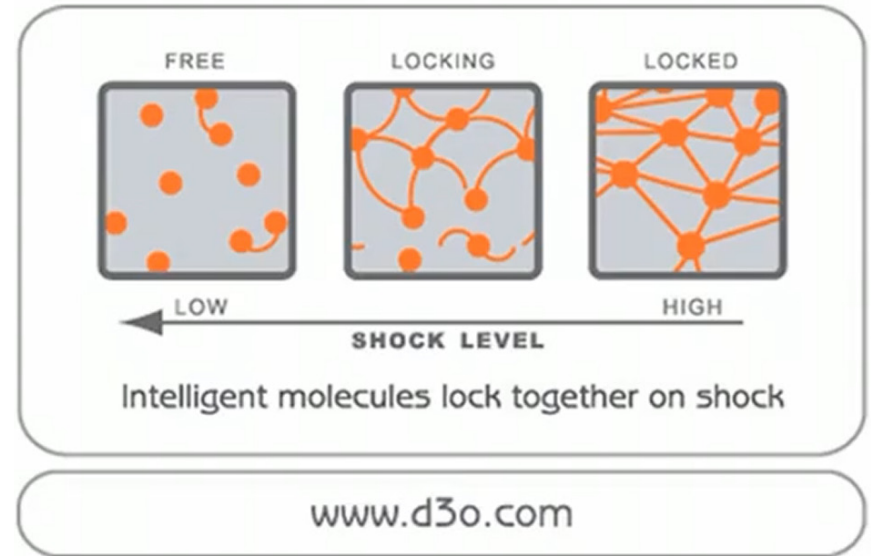 FREE LOCKING LOCKED
LOW HIGH
SHOCK LEVEL
Intelligent molecules lock together on shock
www.d3o.com